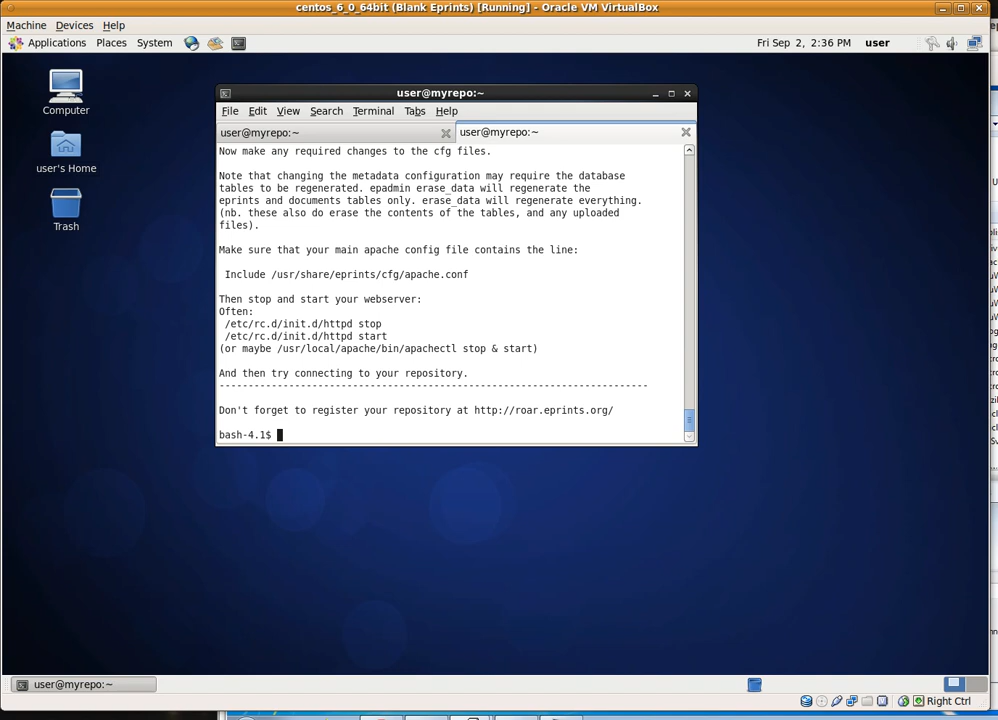 centos_6_0_64bit (Blank Eprints) [Running] - Oracle VM VirtualBox
Machine Devices Help
Applications Places System
Fri Sep 2, 2:36 PM user
Computer
user's Home
Trash
user@myrepo:~
File Edit View Search Terminal Tabs Help
user@myrepo:~ user@myrepo:~
Now make any required changes to the cfg files.
Note that changing the metadata configuration may require the database
tables to be regenerated. epadmin erase_data will regenerate the
eprints and documents tables only. erase_data will regenerate everything.
(nb. these also do erase the contents of the tables, and any uploaded
files).
Make sure that your main apache config file contains the line:
Include /usr/share/eprints/cfg/apache.conf
Then stop and start your webserver:
Often:
/etc/rc.d/init.d/httpd stop
/etc/rc.d/init.d/httpd start
(or maybe /usr/local/apache/bin/apachectl stop & start)
And then try connecting to your repository.
------------------------------------------------------------------------
Don't forget to register your repository at http://roar.eprints.org/
bash-4.1$
user@myrepo:~
Right Ctrl